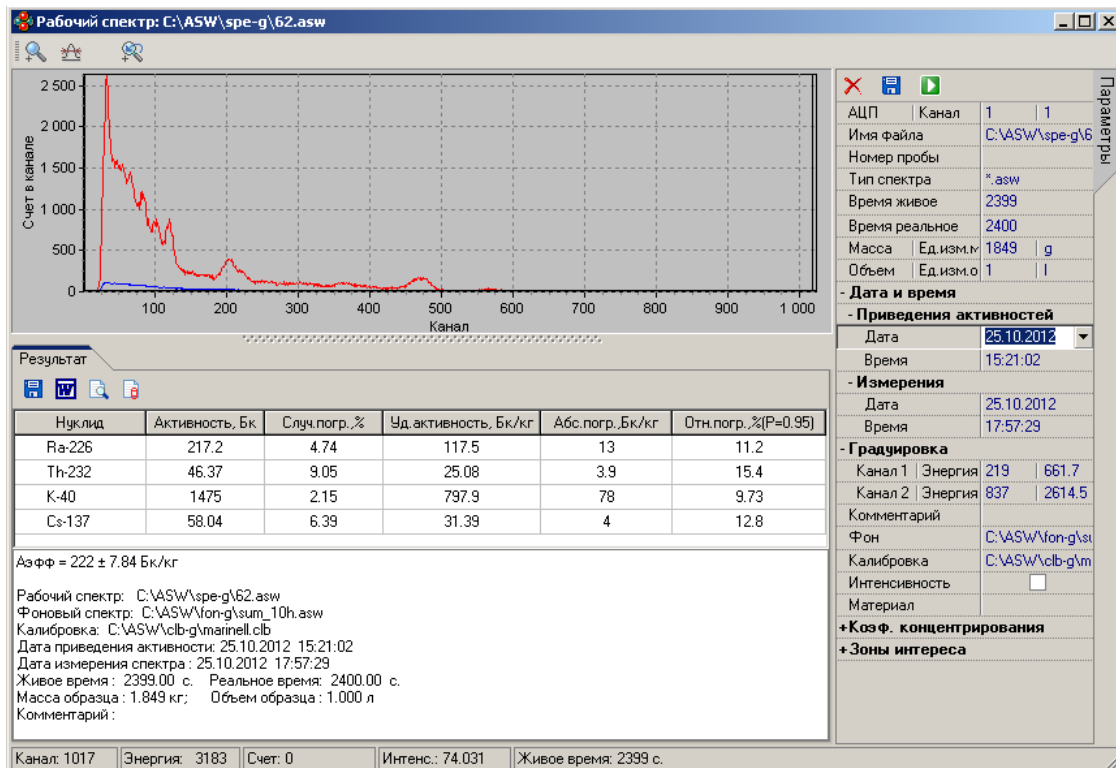 Рабочий спектр: C:\ASW\spe-g\62.asw
2 500
2 000
1 500
1 000
500
0
Счет в канале
100 200 300 400 500 600 700 800 900 1 000
Канал
Результат
Нуклид Активность, Бк Случ.погр.,% Уд.активность, Бк/кг Абс.погр.,Бк/кг Отн.погр.,%(P=0.95)
Ra-226 217.2 4.74 117.5 13 11.2
Th-232 46.37 9.05 25.08 3.9 15.4
K-40 1475 2.15 797.9 78 9.73
Cs-137 58.04 6.39 31.39 4 12.8
Аэфф = 222 ± 7.84 Бк/кг
Рабочий спектр: C:\ASW\spe-g\62.asw
Фоновый спектр: C:\ASW\fon-g\sum_10h.asw
Калибровка: C:\ASW\clb-g\marinell.clb
Дата приведения активности: 25.10.2012 15:21:02
Дата измерения спектра : 25.10.2012 17:57:29
Живое время : 2399.00 с. Реальное время: 2400.00 с.
Масса образца : 1.849 кг; Объем образца : 1.000 л
Комментарий :
Параметры
АЦП Канал 1 1
Имя файла C:\ASW\spe-g\6
Номер пробы
Тип спектра *.asw
Время живое 2399
Время реальное 2400
Масса Ед.изм.м 1849 g
Объем Ед.изм.о 1 l
- Дата и время
- Приведения активностей
Дата 25.10.2012
Время 15:21:02
- Измерения
Дата 25.10.2012
Время 17:57:29
- Градуировка
Канал 1 Энергия 219 661.7
Канал 2 Энергия 837 2614.5
Комментарий
Фон C:\ASW\fon-g\su
Калибровка C:\ASW\clb-g\m
Интенсивность
Материал
+Коэф. концентрирования
+Зоны интереса
Канал: 1017 Энергия: 3183 Счет: 0 Интенс.: 74.031 Живое время: 2399 с.